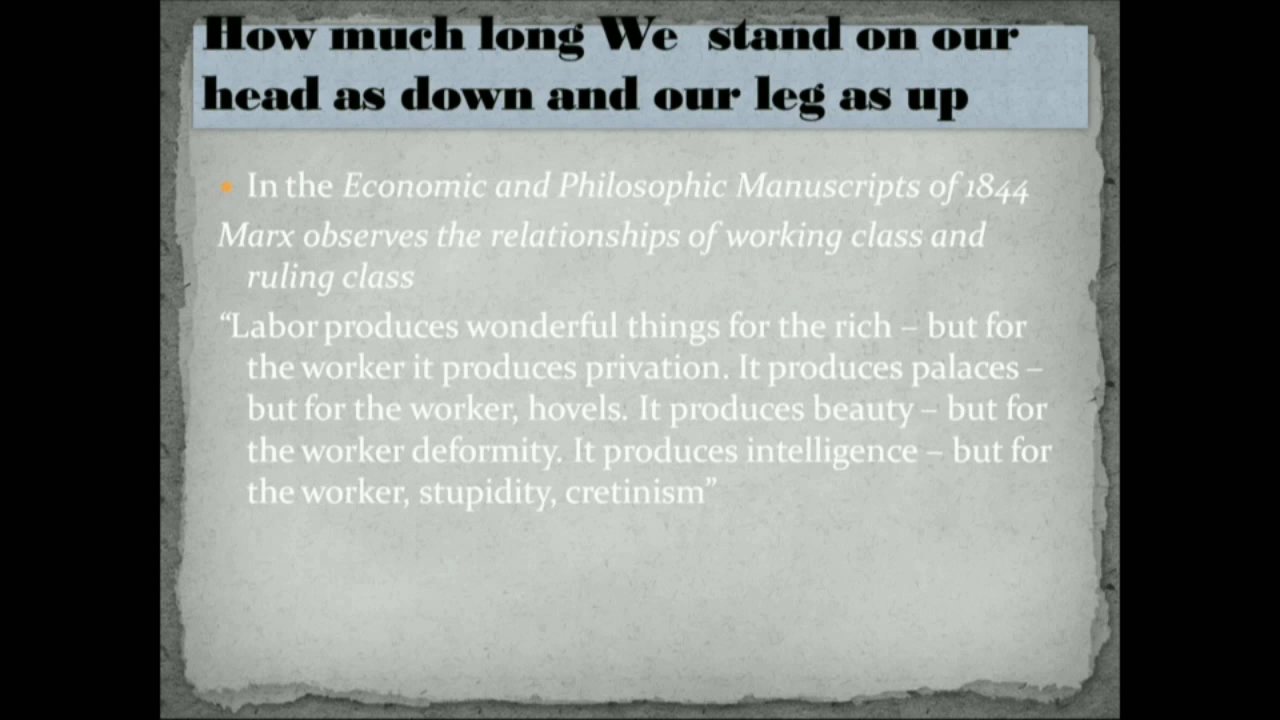 How much long We stand on our
head as down and our leg as up
• In the Economic and Philosophic Manuscripts of 1844
Marx observes the relationships of working class and
ruling class
“Labor produces wonderful things for the rich – but for
the worker it produces privation. It produces palaces –
but for the worker, hovels. It produces beauty – but for
the worker deformity. It produces intelligence – but for
the worker, stupidity, cretinism”